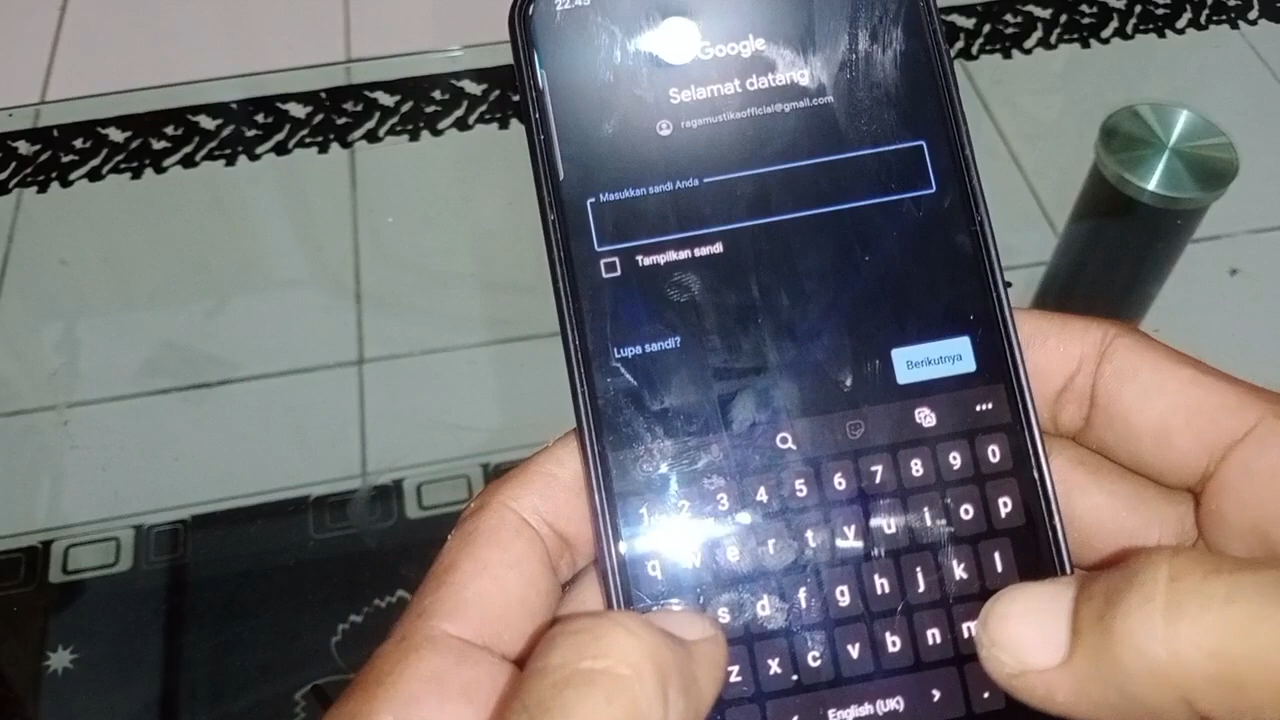 22.45
Google
Selamat datang
ragamustikaofficial@gmail.com
Masukkan sandi Anda
Tampilkan sandi
Lupa sandi?
Berikutnya
1 2 3 4 5 6 7 8 9 0
q w e r t y u i o p
s d f g h j k l
z x c v b n m
English (UK)